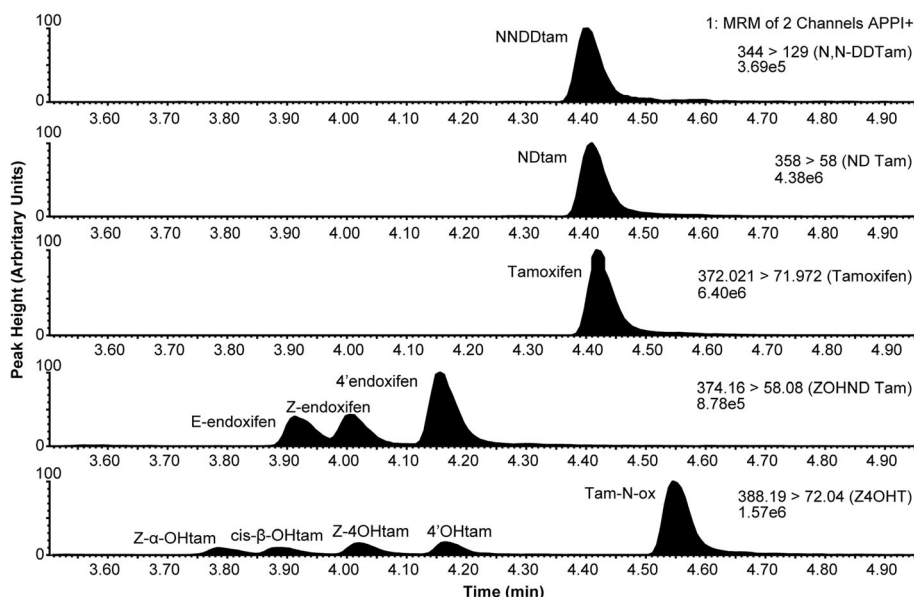 100
NNDDtam
1: MRM of 2 Channels APPI+
344 > 129 (N,N-DDTam)
3.69e5
0
3.60 3.70 3.80 3.90 4.00 4.10 4.20 4.30 4.40 4.50 4.60 4.70 4.80 4.90
100
NDtam
358 > 58 (ND Tam)
4.38e6
0
3.60 3.70 3.80 3.90 4.00 4.10 4.20 4.30 4.40 4.50 4.60 4.70 4.80 4.90
100
Tamoxifen
372.021 > 71.972 (Tamoxifen)
6.40e6
0
3.60 3.70 3.80 3.90 4.00 4.10 4.20 4.30 4.40 4.50 4.60 4.70 4.80 4.90
100
E-endoxifen
Z-endoxifen
4'endoxifen
374.16 > 58.08 (ZOHND Tam)
8.78e5
0
3.60 3.70 3.80 3.90 4.00 4.10 4.20 4.30 4.40 4.50 4.60 4.70 4.80 4.90
100
Z-α-OHtam
cis-β-OHtam
Z-4OHtam
4'OHtam
Tam-N-ox
388.19 > 72.04 (Z4OHT)
1.57e6
0
3.60 3.70 3.80 3.90 4.00 4.10 4.20 4.30 4.40 4.50 4.60 4.70 4.80 4.90
Time (min)
Peak Height (Arbritary Units)